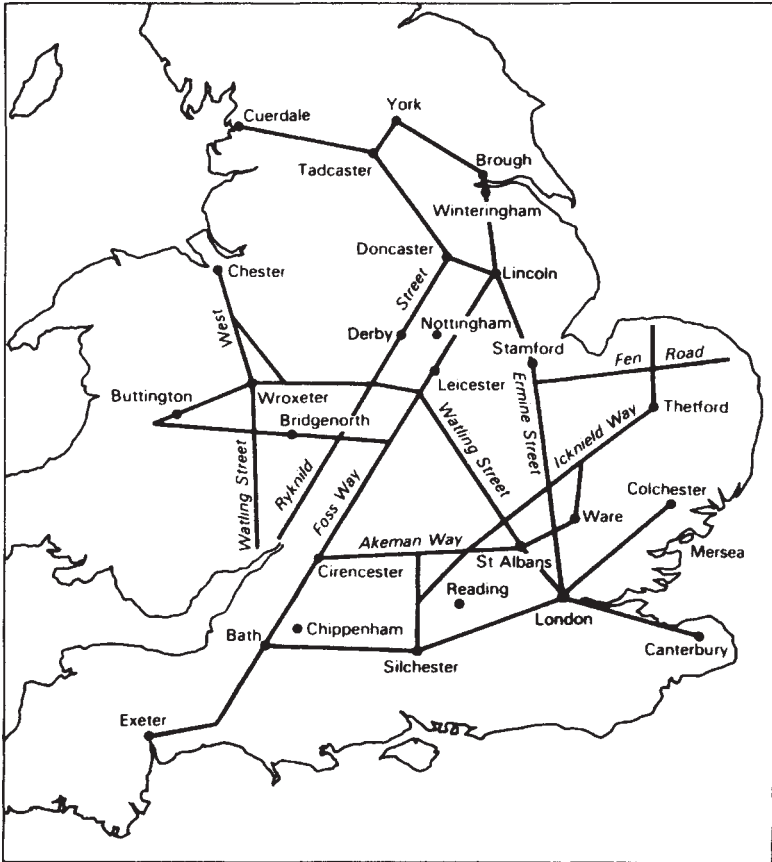 York
Cuerdale
Tadcaster
Brough
Winteringham
Doncaster
Lincoln
Chester
Street
Nottingham
Derby
West
Stamford
Fen Road
Leicester
Buttington
Wroxeter
Ermine Street
Thetford
Bridgenorth
Icknield Way
Watling Street
Watling Street
Ryknild
Foss Way
Colchester
Ware
Akeman Way
St Albans
Mersea
Cirencester
Reading
London
Chippenham
Bath
Silchester
Canterbury
Exeter